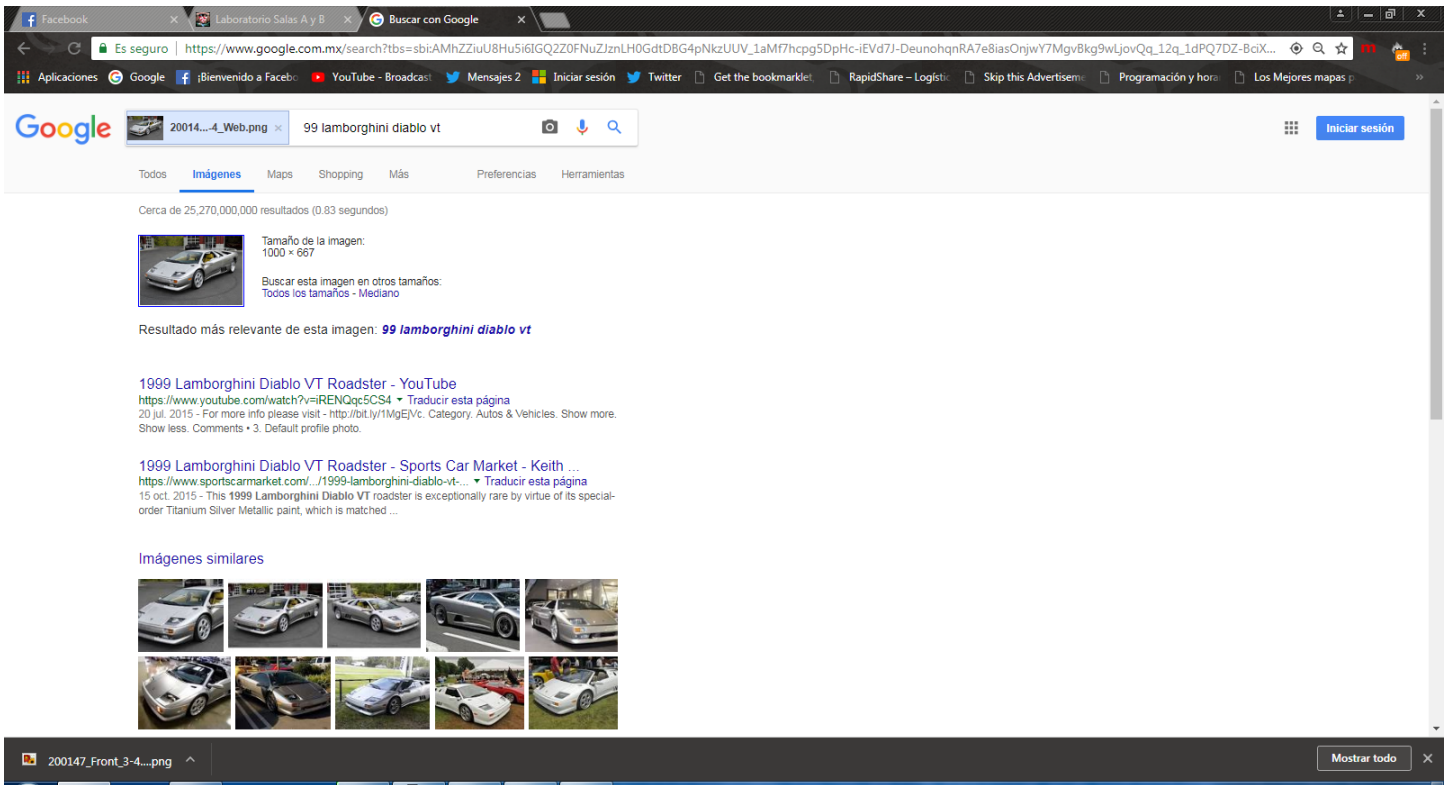 Facebook
Laboratorio Salas A y B
Buscar con Google
Es seguro | https://www.google.com.mx/search?tbs=sbi:
Aplicaciones Google ¡Bienvenido a Facebo YouTube - Broadcast Mensajes 2 Iniciar sesión Twitter Get the bookmarklet, RapidShare – Logístic Skip this Advertiseme Programación y hora Los Mejores mapas p »
off
Google 20014...-4_Web.png × 99 lamborghini diablo vt Iniciar sesión
Todos Imágenes Maps Shopping Más Preferencias Herramientas
Cerca de 25,270,000,000 resultados (0.83 segundos)
Tamaño de la imagen:
1000 × 667
Buscar esta imagen en otros tamaños:
Todos los tamaños - Mediano
Resultado más relevante de esta imagen: 99 lamborghini diablo vt
1999 Lamborghini Diablo VT Roadster - YouTube
https://www.youtube.com/watch?v=iRENQqc5CS4 ▾ Traducir esta página
20 jul. 2015 - For more info please visit - http://bit.ly/1MgEjVc. Category. Autos & Vehicles. Show more.
Show less. Comments • 3. Default profile photo.
1999 Lamborghini Diablo VT Roadster - Sports Car Market - Keith ...
https://www.sportscarmarket.com/.../1999-lamborghini-diablo-vt-... ▾ Traducir esta página
15 oct. 2015 - This 1999 Lamborghini Diablo VT roadster is exceptionally rare by virtue of its special-
order Titanium Silver Metallic paint, which is matched ...
Imágenes similares
200147_Front_3-4....png
Mostrar todo